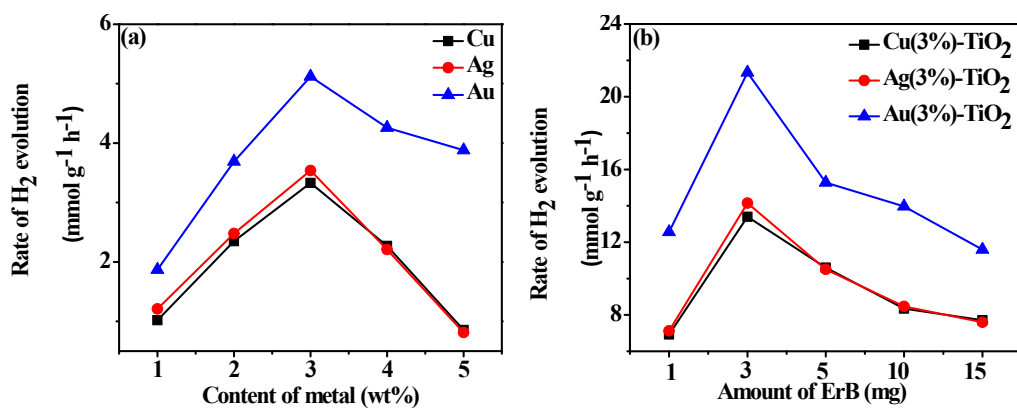 (a)
Cu
Ag
Au
6
4
2
1 2 3 4 5
Content of metal (wt%)
Rate of H2 evolution
(mmol g-1 h-1)
(b)
Cu(3%)-TiO2
Ag(3%)-TiO2
Au(3%)-TiO2
24
20
16
12
8
1 3 5 10 15
Amount of ErB (mg)
Rate of H2 evolution
(mmol g-1 h-1)